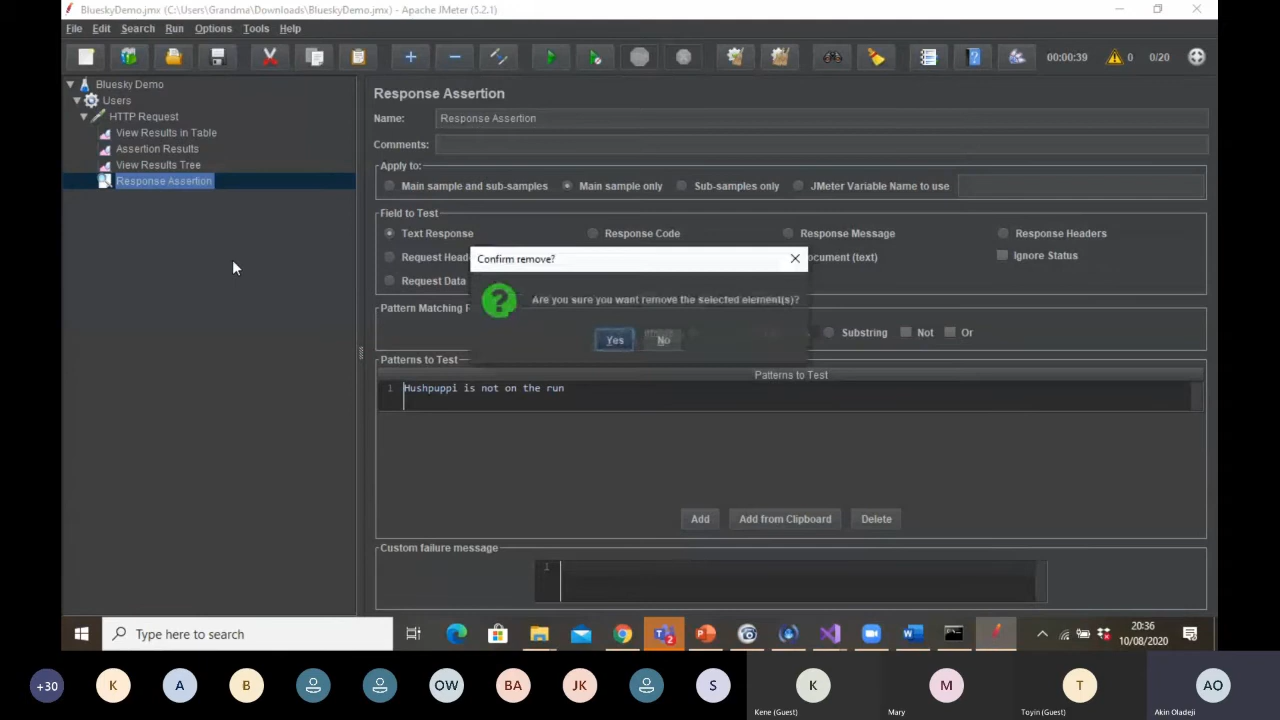 BlueskyDemo.jmx (C:\Users\Grandma\Downloads\BlueskyDemo.jmx) - Apache JMeter (5.2.1)
File Edit Search Run Options Tools Help
00:00:39 0 0/20
Bluesky Demo
Users
HTTP Request
View Results in Table
Assertion Results
View Results Tree
Response Assertion
Response Assertion
Name: Response Assertion
Comments:
Apply to:
Main sample and sub-samples Main sample only Sub-samples only JMeter Variable Name to use
Field to Test
Text Response Response Code Response Message Response Headers
Request Head ocument (text) Ignore Status
Request Data
Pattern Matching
Substring Not Or
Confirm remove?
Are you sure you want remove the selected element(s)?
Yes No
Patterns to Test
Patterns to Test
1 Hushpuppi is not on the run
Add Add from Clipboard Delete
Custom failure message
1
Type here to search
2
20:36
10/08/2020
+30 K A B OW BA JK S K M T AO
Kene (Guest) Mary Toyin (Guest) Akin Oladeji